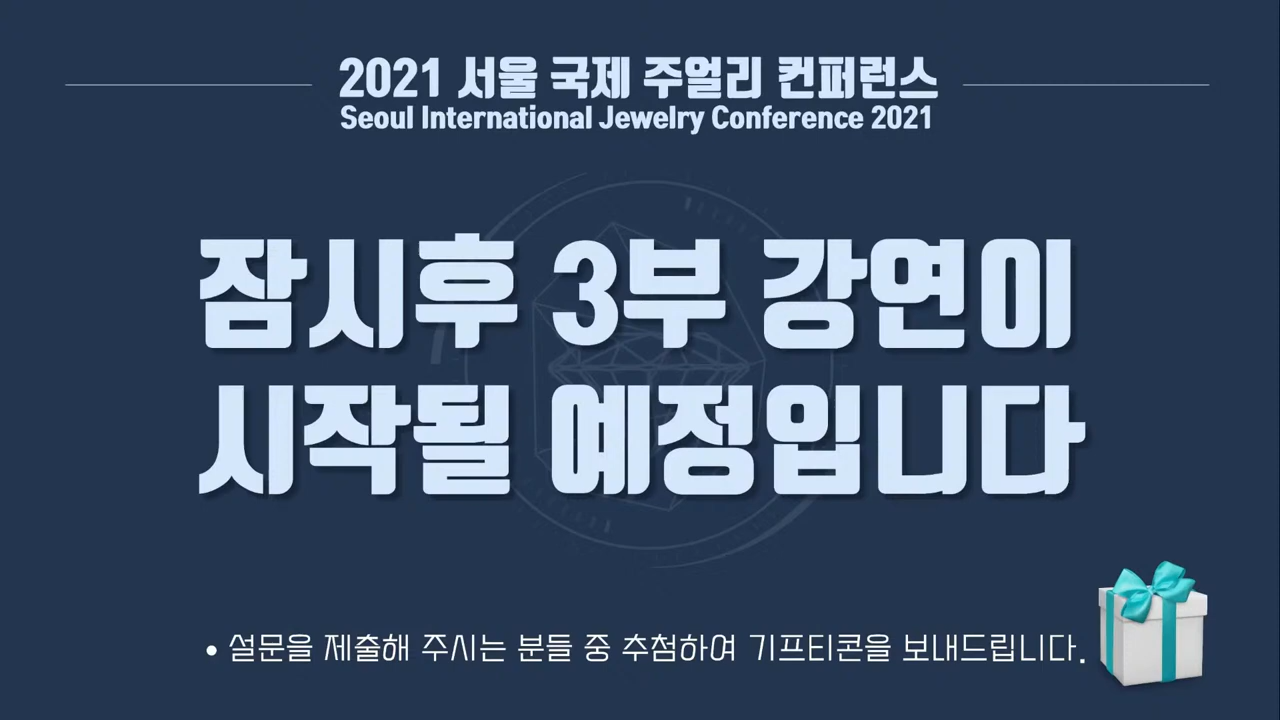 2021 서울 국제 주얼리 컨퍼런스
Seoul International Jewelry Conference 2021
잠시후 3부 강연이
시작될 예정입니다
• 설문을 제출해 주시는 분들 중 추첨하여 기프티콘을 보내드립니다.